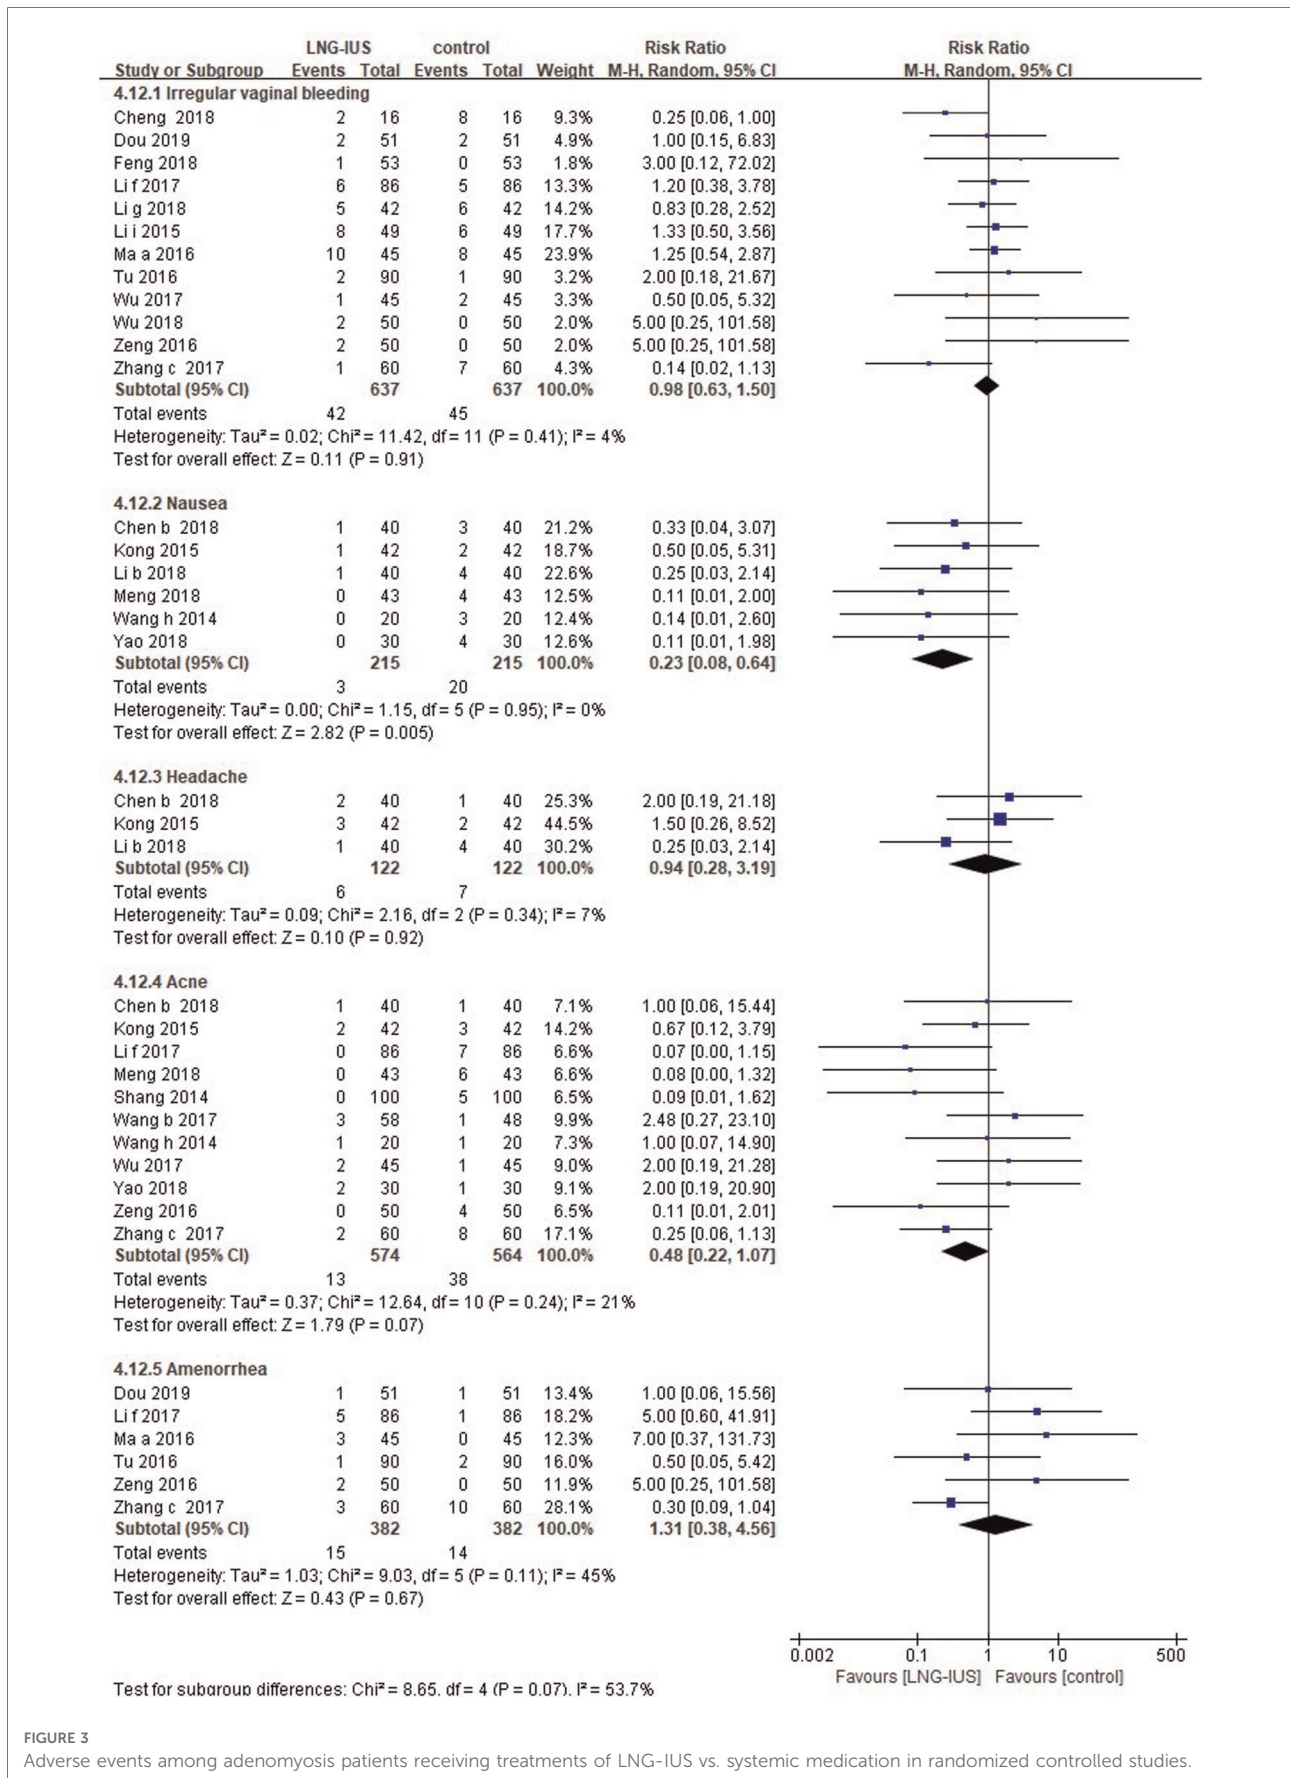 LNG-IUS control Risk Ratio Risk Ratio
Study or Subgroup Events Total Events Total Weight M-H, Random, 95% CI M-H, Random, 95% CI
4.12.1 Irregular vaginal bleeding
Cheng 2018 2 16 8 16 9.3% 0.25 [0.06, 1.00]
Dou 2019 2 51 2 51 4.9% 1.00 [0.15, 6.83]
Feng 2018 1 53 0 53 1.8% 3.00 [0.12, 72.02]
Li f 2017 6 86 5 86 13.3% 1.20 [0.38, 3.78]
Li g 2018 5 42 6 42 14.2% 0.83 [0.28, 2.52]
Li i 2015 8 49 6 49 17.7% 1.33 [0.50, 3.56]
Ma a 2016 10 45 8 45 23.9% 1.25 [0.54, 2.87]
Tu 2016 2 90 1 90 3.2% 2.00 [0.18, 21.67]
Wu 2017 1 45 2 45 3.3% 0.50 [0.05, 5.32]
Wu 2018 2 50 0 50 2.0% 5.00 [0.25, 101.58]
Zeng 2016 2 50 0 50 2.0% 5.00 [0.25, 101.58]
Zhang c 2017 1 60 7 60 4.3% 0.14 [0.02, 1.13]
Subtotal (95% CI) 637 637 100.0% 0.98 [0.63, 1.50]
Total events 42 45
Heterogeneity: Tau² = 0.02; Chi² = 11.42, df = 11 (P = 0.41); I² = 4%
Test for overall effect: Z = 0.11 (P = 0.91)
4.12.2 Nausea
Chen b 2018 1 40 3 40 21.2% 0.33 [0.04, 3.07]
Kong 2015 1 42 2 42 18.7% 0.50 [0.05, 5.31]
Li b 2018 1 40 4 40 22.6% 0.25 [0.03, 2.14]
Meng 2018 0 43 4 43 12.5% 0.11 [0.01, 2.00]
Wang h 2014 0 20 3 20 12.4% 0.14 [0.01, 2.60]
Yao 2018 0 30 4 30 12.6% 0.11 [0.01, 1.98]
Subtotal (95% CI) 215 215 100.0% 0.23 [0.08, 0.64]
Total events 3 20
Heterogeneity: Tau² = 0.00; Chi² = 1.15, df = 5 (P = 0.95); I² = 0%
Test for overall effect: Z = 2.82 (P = 0.005)
4.12.3 Headache
Chen b 2018 2 40 1 40 25.3% 2.00 [0.19, 21.18]
Kong 2015 3 42 2 42 44.5% 1.50 [0.26, 8.52]
Li b 2018 1 40 4 40 30.2% 0.25 [0.03, 2.14]
Subtotal (95% CI) 122 122 100.0% 0.94 [0.28, 3.19]
Total events 6 7
Heterogeneity: Tau² = 0.09; Chi² = 2.16, df = 2 (P = 0.34); I² = 7%
Test for overall effect: Z = 0.10 (P = 0.92)
4.12.4 Acne
Chen b 2018 1 40 1 40 7.1% 1.00 [0.06, 15.44]
Kong 2015 2 42 3 42 14.2% 0.67 [0.12, 3.79]
Li f 2017 0 86 7 86 6.6% 0.07 [0.00, 1.15]
Meng 2018 0 43 6 43 6.6% 0.08 [0.00, 1.32]
Shang 2014 0 100 5 100 6.5% 0.09 [0.01, 1.62]
Wang b 2017 3 58 1 48 9.9% 2.48 [0.27, 23.10]
Wang h 2014 1 20 1 20 7.3% 1.00 [0.07, 14.90]
Wu 2017 2 45 1 45 9.0% 2.00 [0.19, 21.28]
Yao 2018 2 30 1 30 9.1% 2.00 [0.19, 20.90]
Zeng 2016 0 50 4 50 6.5% 0.11 [0.01, 2.01]
Zhang c 2017 2 60 8 60 17.1% 0.25 [0.06, 1.13]
Subtotal (95% CI) 574 564 100.0% 0.48 [0.22, 1.07]
Total events 13 38
Heterogeneity: Tau² = 0.37; Chi² = 12.64, df = 10 (P = 0.24); I² = 21%
Test for overall effect: Z = 1.79 (P = 0.07)
4.12.5 Amenorrhea
Dou 2019 1 51 1 51 13.4% 1.00 [0.06, 15.56]
Li f 2017 5 86 1 86 18.2% 5.00 [0.60, 41.91]
Ma a 2016 3 45 0 45 12.3% 7.00 [0.37, 131.73]
Tu 2016 1 90 2 90 16.0% 0.50 [0.05, 5.42]
Zeng 2016 2 50 0 50 11.9% 5.00 [0.25, 101.58]
Zhang c 2017 3 60 10 60 28.1% 0.30 [0.09, 1.04]
Subtotal (95% CI) 382 382 100.0% 1.31 [0.38, 4.56]
Total events 15 14
Heterogeneity: Tau² = 1.03; Chi² = 9.03, df = 5 (P = 0.11); I² = 45%
Test for overall effect: Z = 0.43 (P = 0.67)
0.002 0.1 1 10 500
Favours [LNG-IUS] Favours [control]
Test for subgroup differences: Chi² = 8.65. df = 4 (P = 0.07). I² = 53.7%
FIGURE 3
Adverse events among adenomyosis patients receiving treatments of LNG-IUS vs. systemic medication in randomized controlled studies.